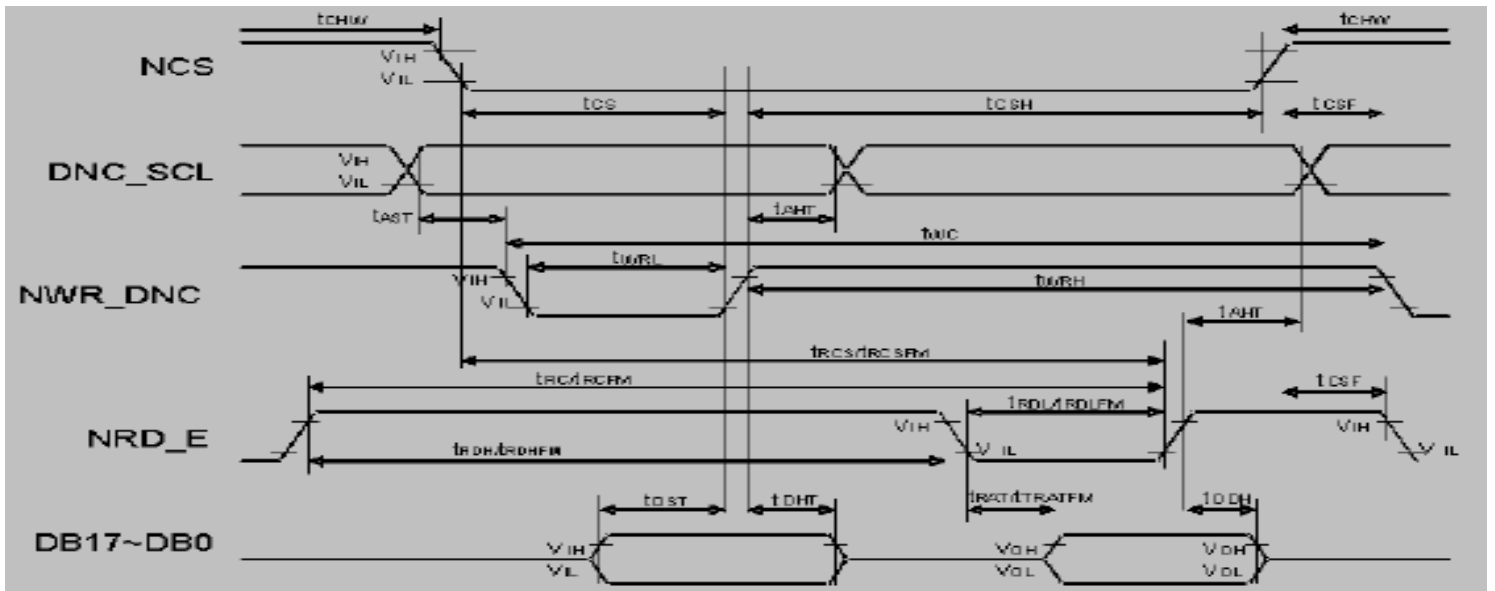 tCHW tCHW
NCS VIH
VIL
tCS tCSH tCSF
DNC_SCL VIH
VIL
tAST tAHT
tWC
tWRL
NWR_DNC VIH
VIL
tWRH
tAHT
tRCS/tRCSFM
tRC/tRCFM
tCSF
tRDL/tRDLFM
NRD_E VIH VIH
VIL VIL
tRDH/tRDHFM
tDST tDHT tRAT/tTRATFM tODH
DB17~DB0 VIH VOH VOH
VIL VOL VOL